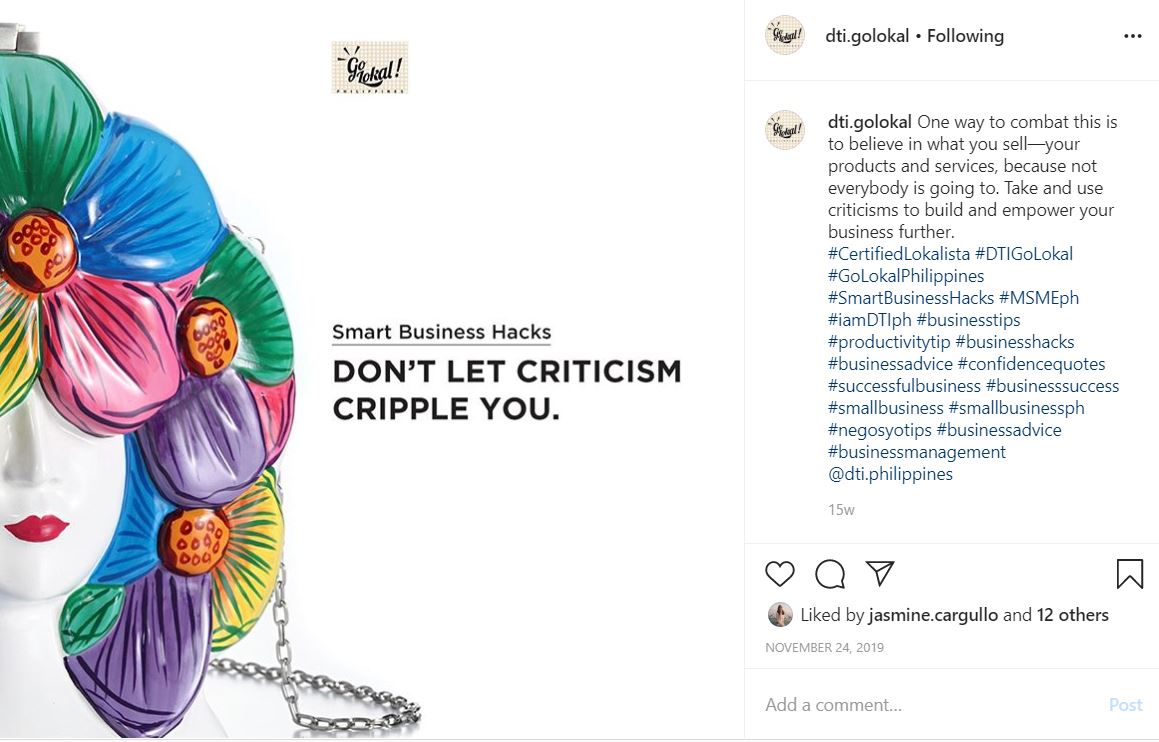 Go
Lokal!
PHILIPPINES
Smart Business Hacks
DON'T LET CRITICISM
CRIPPLE YOU.
Go
Lokal!
dti.golokal • Following
Go
Lokal!
dti.golokal One way to combat this is
to believe in what you sell—your
products and services, because not
everybody is going to. Take and use
criticisms to build and empower your
business further.
#CertifiedLokalista #DTIGoLokal
#GoLokalPhilippines
#SmartBusinessHacks #MSMEph
#iamDTIph #businesstips
#productivitytip #businesshacks
#businessadvice #confidencequotes
#successfulbusiness #businesssuccess
#smallbusiness #smallbusinessph
#negosyotips #businessadvice
#businessmanagement
@dti.philippines
15w
Liked by jasmine.cargullo and 12 others
NOVEMBER 24, 2019
Add a comment...
Post